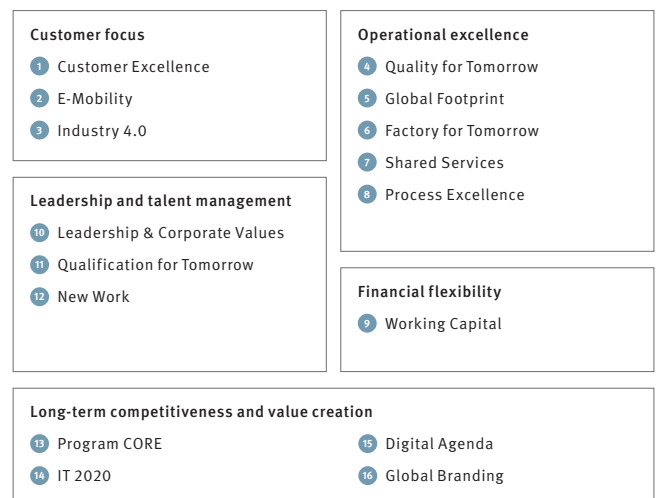 Customer focus
1 Customer Excellence
2 E-Mobility
3 Industry 4.0
Operational excellence
4 Quality for Tomorrow
5 Global Footprint
6 Factory for Tomorrow
7 Shared Services
8 Process Excellence
Leadership and talent management
10 Leadership & Corporate Values
11 Qualification for Tomorrow
12 New Work
Financial flexibility
9 Working Capital
Long-term competitiveness and value creation
13 Program CORE
14 IT 2020
15 Digital Agenda
16 Global Branding